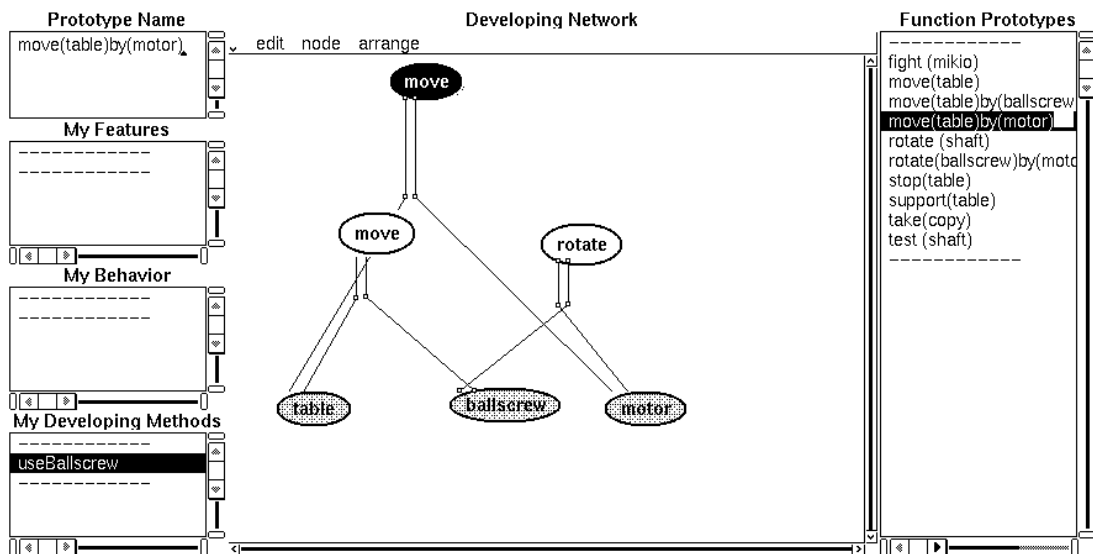 Prototype Name
move(table)by(motor)
My Features
My Behavior
My Developing Methods
useBallscrew
Developing Network
edit node arrange
move
move
rotate
table
ballscrew
motor
Function Prototypes
fight (mikio)
move(table)
move(table)by(ballscrew
move(table)by(motor)
rotate (shaft)
rotate(ballscrew)by(moto
stop(table)
support(table)
take(copy)
test (shaft)